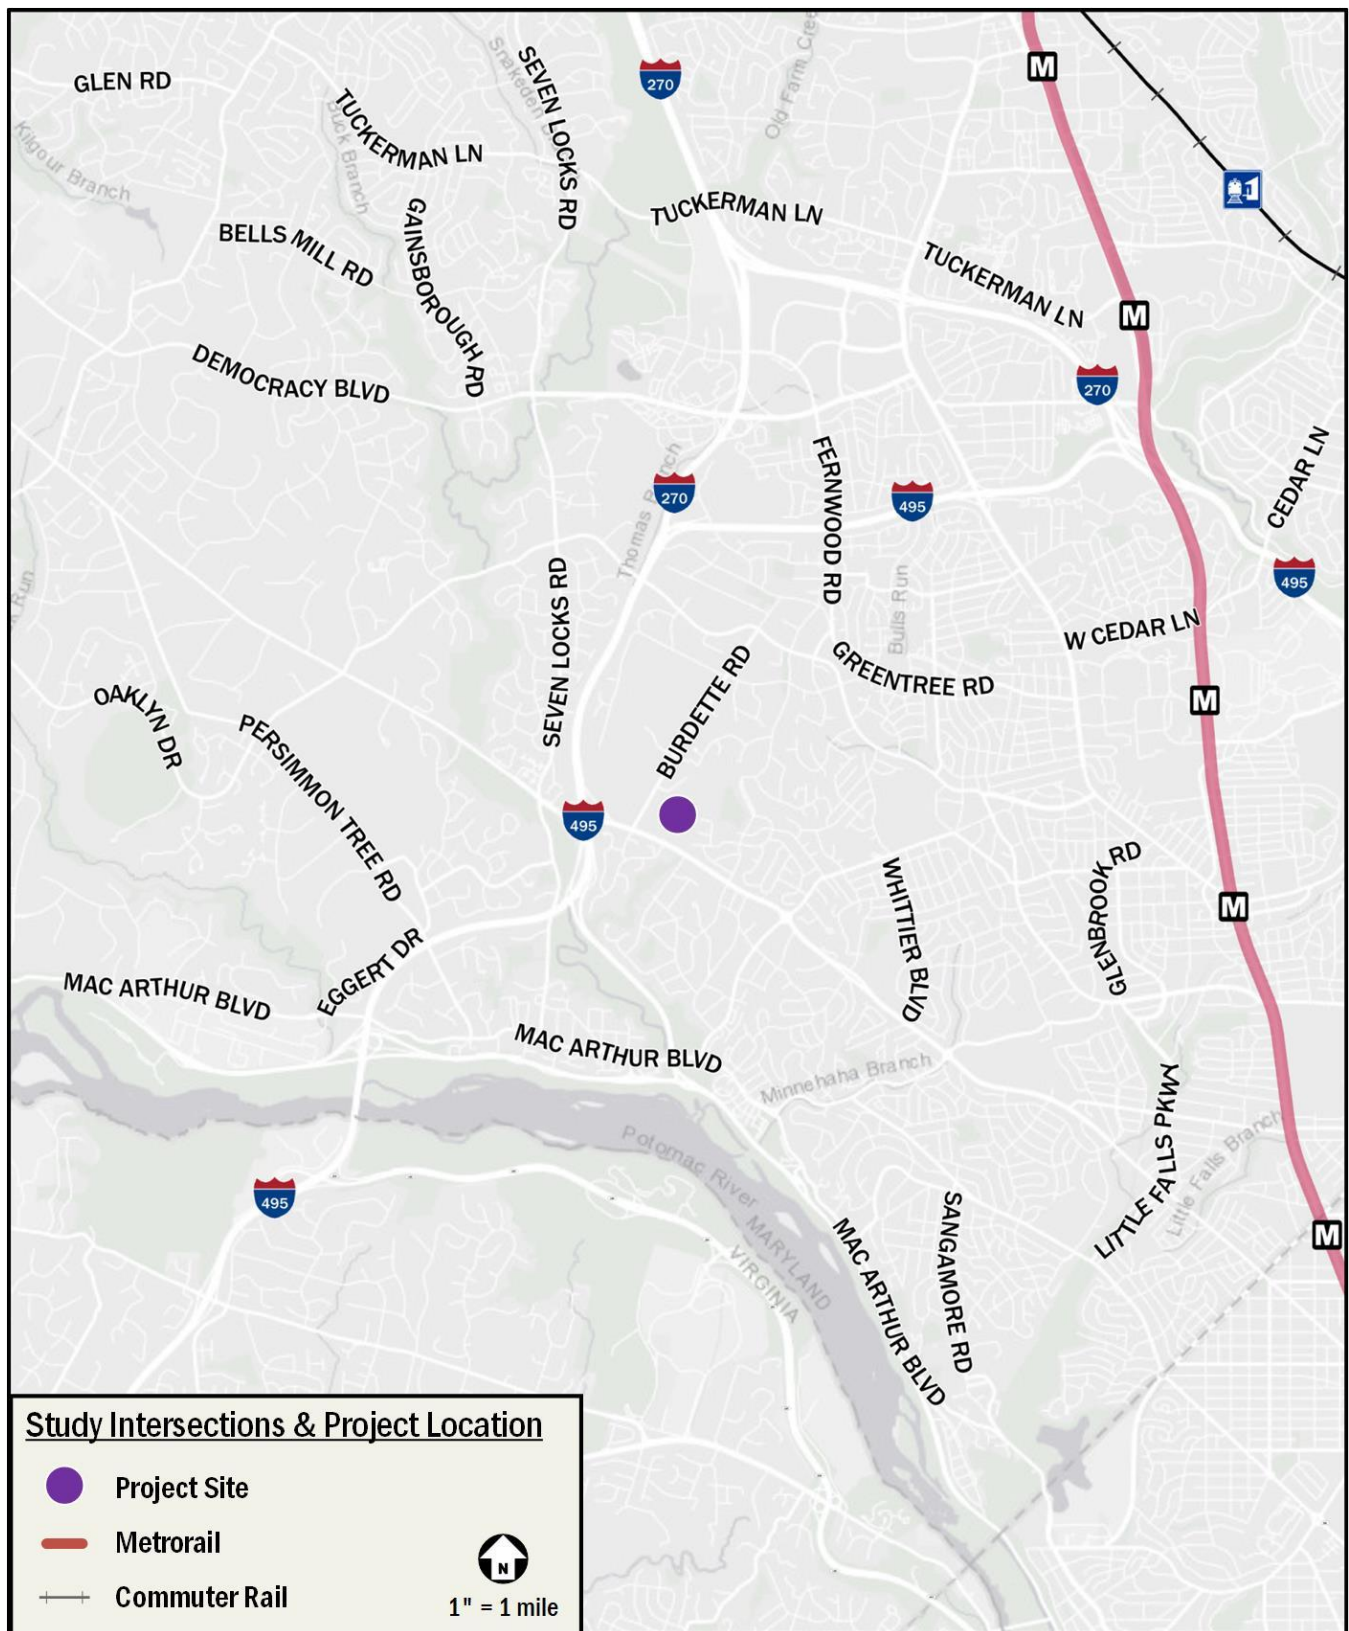 GLEN RD
Kilgour Branch
TUCKERMAN LN
Buck Branch
Snakeden
SEVEN LOCKS RD
270
Old Farm
M
TUCKERMAN LN
BELLS MILL RD
GAINSBOROUGH RD
TUCKERMAN LN
M
DEMOCRACY BLVD
270
270
Thomas
FERNWOOD RD
495
CEDAR LN
495
Run
SEVEN LOCKS RD
Bulls Run
W CEDAR LN
GREENTREE RD
BURDETTE RD
M
OAKLYN DR
PERSIMMON TREE RD
495
WHITTIER BLVD
GLENBROOK RD
M
EGGERT DR
MAC ARTHUR BLVD
MAC ARTHUR BLVD
Minnehaha Branch
LITTLE FALLS PKWY
Little Falls Branch
Potomac River
495
MARYLAND
VIRGINIA
MAC ARTHUR BLVD
SANGAMORE RD
M
Study Intersections & Project Location
Project Site
Metrorail
Commuter Rail
N
1" = 1 mile